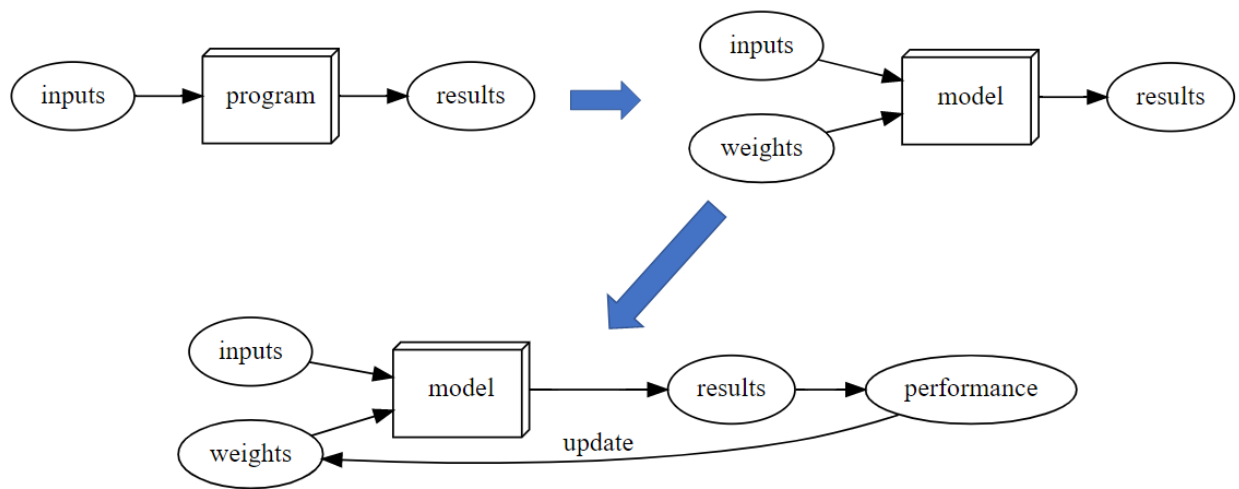 inputs
program
results
inputs
weights
model
results
inputs
weights
model
results
performance
update